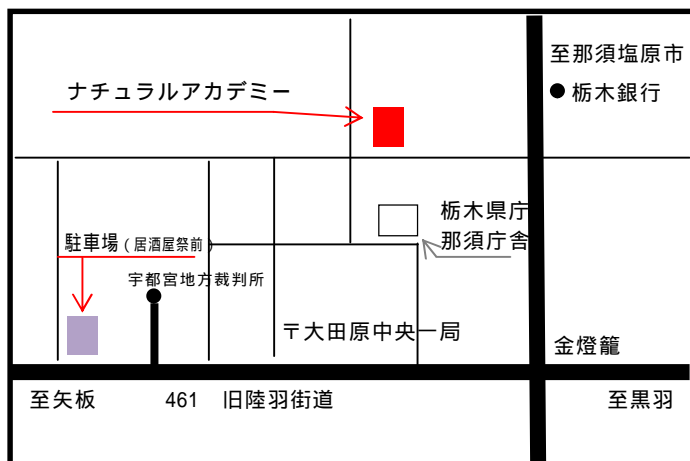 至那須塩原市
ナチュラルアカデミー
●栃木銀行
栃木県庁
那須庁舎
駐車場（居酒屋祭前）
宇都宮地方裁判所
〒大田原中央一局
金燈籠
至矢板
461 旧陸羽街道
至黒羽